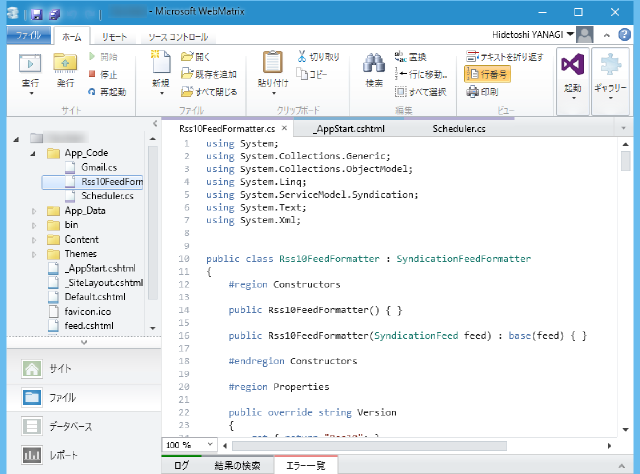 - Microsoft WebMatrix
ファイル ホーム リモート ソース コントロール Hidetoshi YANAGI
実行 発行 開始 停止 再起動
サイト
新規 開く 既存を追加 すべて閉じる
ファイル
貼り付け 切り取り コピー
クリップボード
検索 置換 行に移動... すべて選択
編集
テキストを折り返す 行番号 印刷
ビュー
起動 ギャラリー
App_Code
Gmail.cs
Rss10FeedForm
Scheduler.cs
App_Data
bin
Content
Themes
_AppStart.cshtml
_SiteLayout.cshtml
Default.cshtml
favicon.ico
feed.cshtml
サイト
ファイル
データベース
レポート
Rss10FeedFormatter.cs × _AppStart.cshtml Scheduler.cs
1 using System;
2 using System.Collections.Generic;
3 using System.Collections.ObjectModel;
4 using System.Linq;
5 using System.ServiceModel.Syndication;
6 using System.Text;
7 using System.Xml;
8
9
10 public class Rss10FeedFormatter : SyndicationFeedFormatter
11 {
12 #region Constructors
13
14 public Rss10FeedFormatter() { }
15
16 public Rss10FeedFormatter(SyndicationFeed feed) : base(feed) { }
17
18 #endregion Constructors
19
20 #region Properties
21
22 public override string Version
23 {
100 %
ログ 結果の検索 エラー一覧